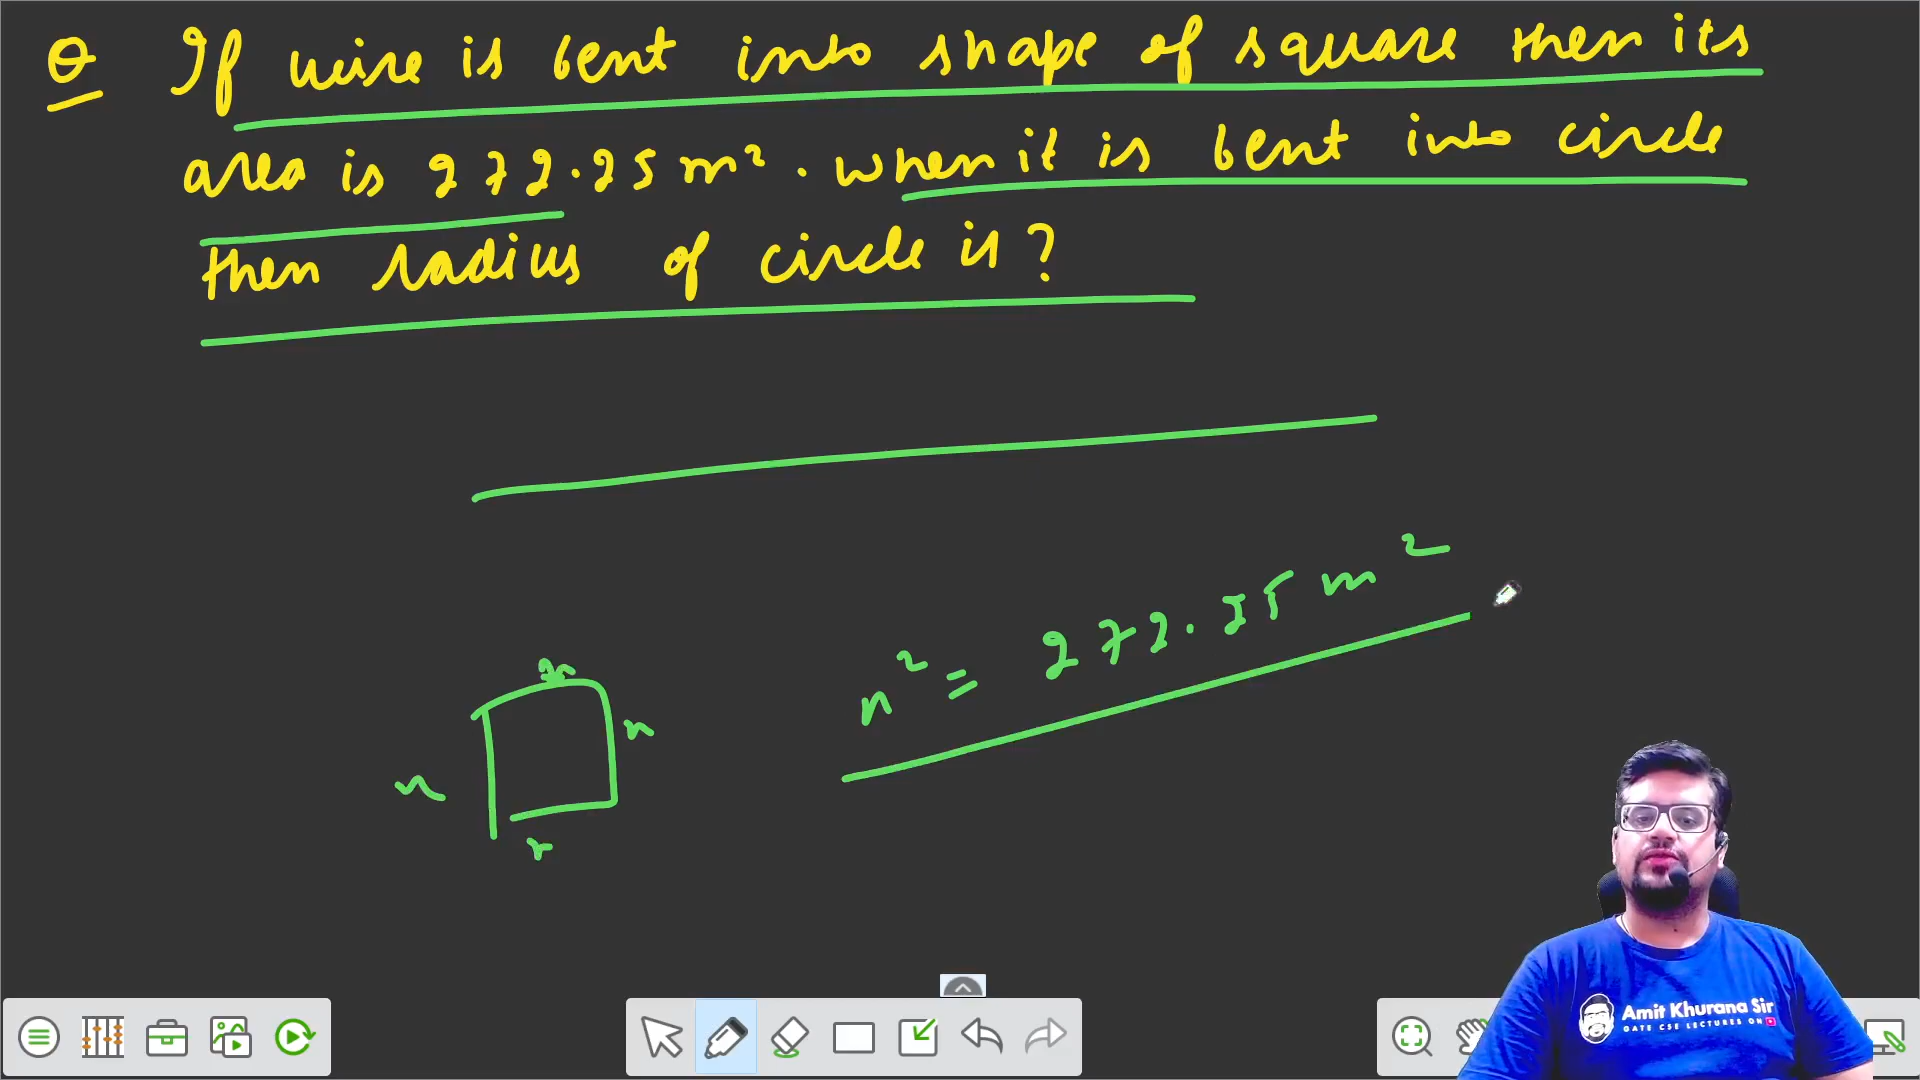 Q If wire is bent into shape of square then its
area is 272.25 m². when it is bent into circle
then radius of circle is?
x² = 272.25 m²
x
x
x
x
Amit Khurana Sir
GATE CSE LECTURES ON